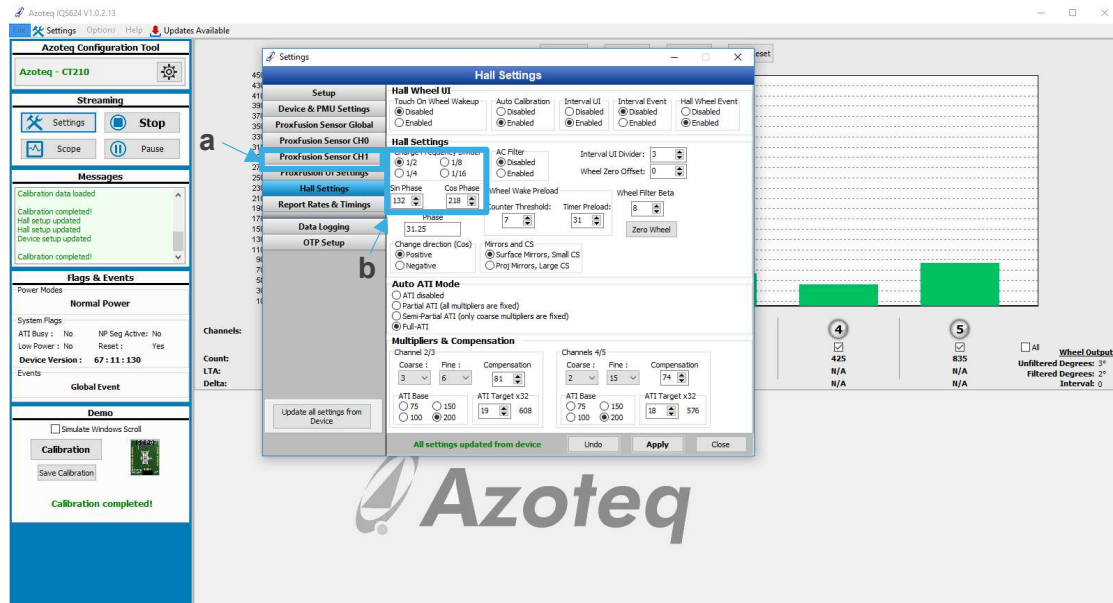 Azoteq IQS624 V1.0.2.13
File Settings Options Help Updates Available
Azoteq Configuration Tool
Azoteq - CT210
Streaming
Settings Stop
Scope Pause
Messages
Calibration data loaded
Calibration completed!
Hall setup updated
Hall setup updated
Device setup updated
Calibration completed!
Flags & Events
Power Modes
Normal Power
System Flags
ATI Busy : No NP Seg Active: No
Low Power : No Reset : Yes
Device Version : 67 : 11 : 130
Events
Global Event
Demo
Simulate Windows Scroll
Calibration
Save Calibration
Calibration completed!
a
b
Settings
Hall Settings
Setup
Device & PMU Settings
ProxFusion Sensor Global
ProxFusion Sensor CH0
ProxFusion Sensor CH1
ProxFusion UI Settings
Hall Settings
Report Rates & Timings
Data Logging
OTP Setup
Update all settings from
Device
Hall Wheel UI
Touch On Wheel Wakeup Auto Calibration Interval UI Interval Event Hall Wheel Event
Disabled Disabled Disabled Disabled Disabled
Enabled Enabled Enabled Enabled Enabled
Hall Settings
Charge Frequency Divider AC Filter Interval UI Divider: 3
1/2 1/8 Disabled
1/4 1/16 Enabled Wheel Zero Offset: 0
Sin Phase Cos Phase Wheel Wake Preload Wheel Filter Beta
132 218 Counter Threshold: Timer Preload: 8
Phase 7 31
31.25 Zero Wheel
Change direction (Cos) Mirrors and CS
Positive Surface Mirrors, Small CS
Negative Proj Mirrors, Large CS
Auto ATI Mode
ATI disabled
Partial ATI (all multipliers are fixed)
Semi-Partial ATI (only coarse multipliers are fixed)
Full-ATI
Multipliers & Compensation
Channel 2/3 Channels 4/5
Coarse : Fine : Compensation Coarse : Fine : Compensation
3 6 81 2 15 74
ATI Base ATI Target x32 ATI Base ATI Target x32
75 150 19 608 75 150 18 576
100 200 100 200
All settings updated from device Undo Apply Close
Channels: 4 5
Count: 425 835
LTA: N/A N/A
Delta: N/A N/A
All Wheel Output
Unfiltered Degrees: 3°
Filtered Degrees: 2°
Interval: 0
Azoteq